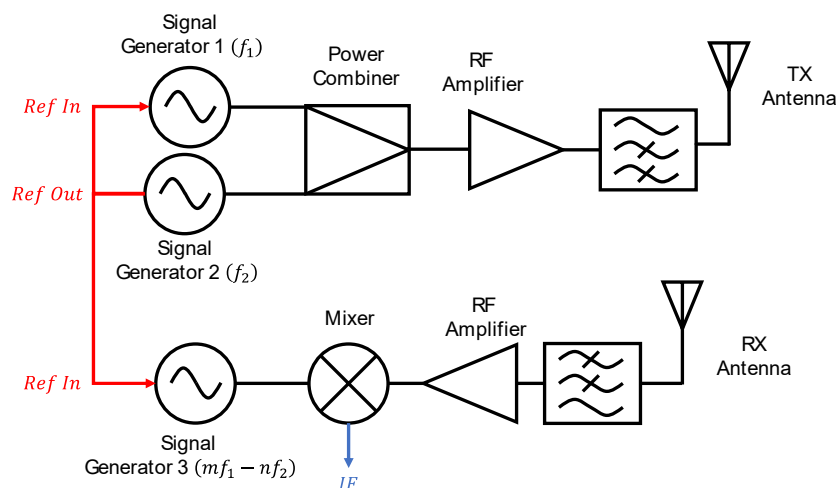 Signal
Generator 1 (f₁)
Power
Combiner
RF
Amplifier
TX
Antenna
Ref In
Ref Out
Signal
Generator 2 (f₂)
Mixer
RF
Amplifier
RX
Antenna
Ref In
Signal
Generator 3 (mf₁ − nf₂)
IF